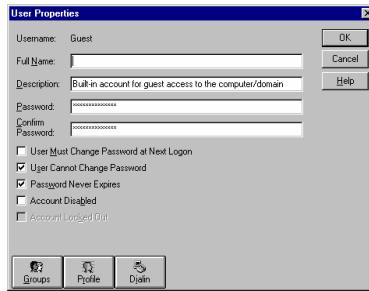 User Properties
Username: Guest
OK
Full Name:
Cancel
Description: Built-in account for guest access to the computer/domain
Help
Password: xxxxxxxxxxxxxx
Confirm
Password: xxxxxxxxxxxxxx
User Must Change Password at Next Logon
User Cannot Change Password
Password Never Expires
Account Disabled
Account Locked Out
Groups
Profile
Dialin